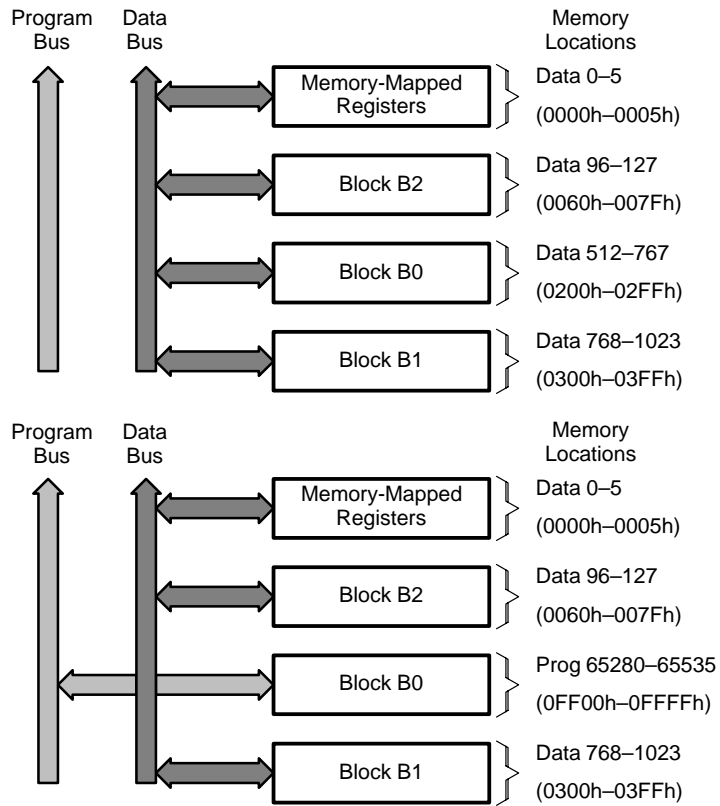 Program Bus
Data Bus
Memory Locations
Memory-Mapped Registers
Data 0–5
(0000h–0005h)
Block B2
Data 96–127
(0060h–007Fh)
Block B0
Data 512–767
(0200h–02FFh)
Block B1
Data 768–1023
(0300h–03FFh)
Program Bus
Data Bus
Memory Locations
Memory-Mapped Registers
Data 0–5
(0000h–0005h)
Block B2
Data 96–127
(0060h–007Fh)
Block B0
Prog 65280–65535
(0FF00h–0FFFFh)
Block B1
Data 768–1023
(0300h–03FFh)